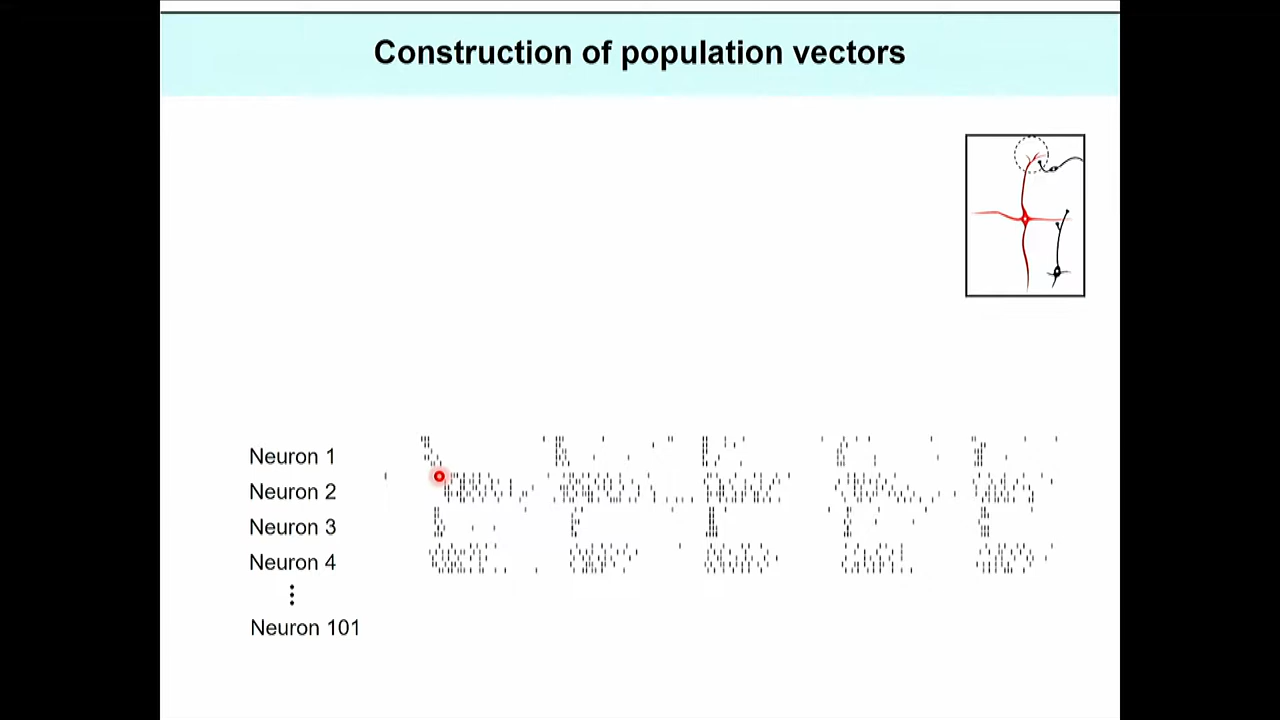 Construction of population vectors
Neuron 1
Neuron 2
Neuron 3
Neuron 4
Neuron 101